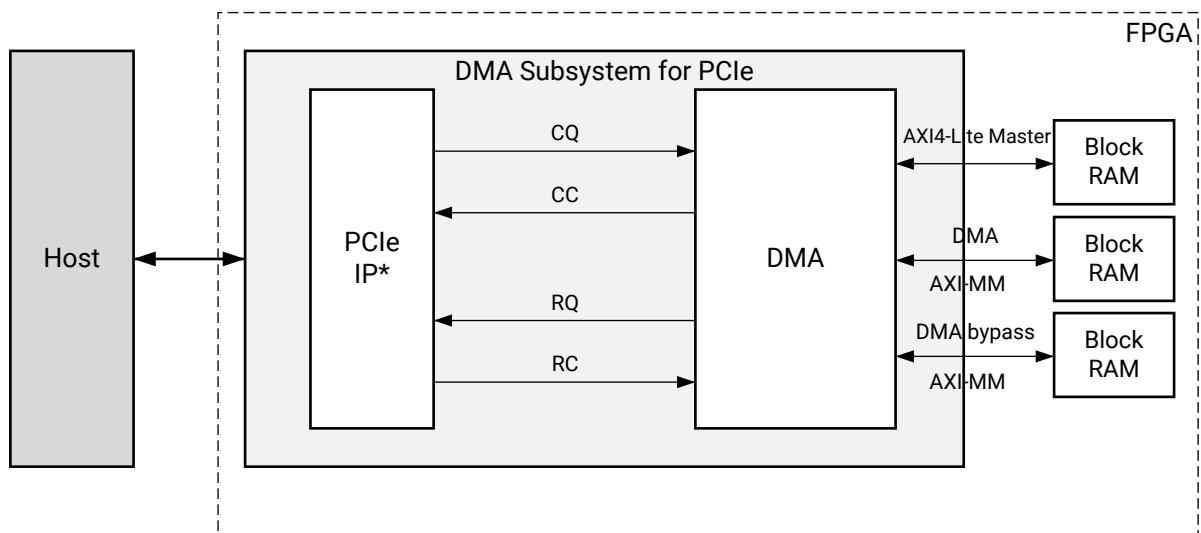 FPGA
DMA Subsystem for PCIe
Host
PCIe
IP*
CQ
CC
RQ
RC
DMA
AXI4-Lite Master
DMA
AXI-MM
DMA bypass
AXI-MM
Block
RAM
Block
RAM
Block
RAM